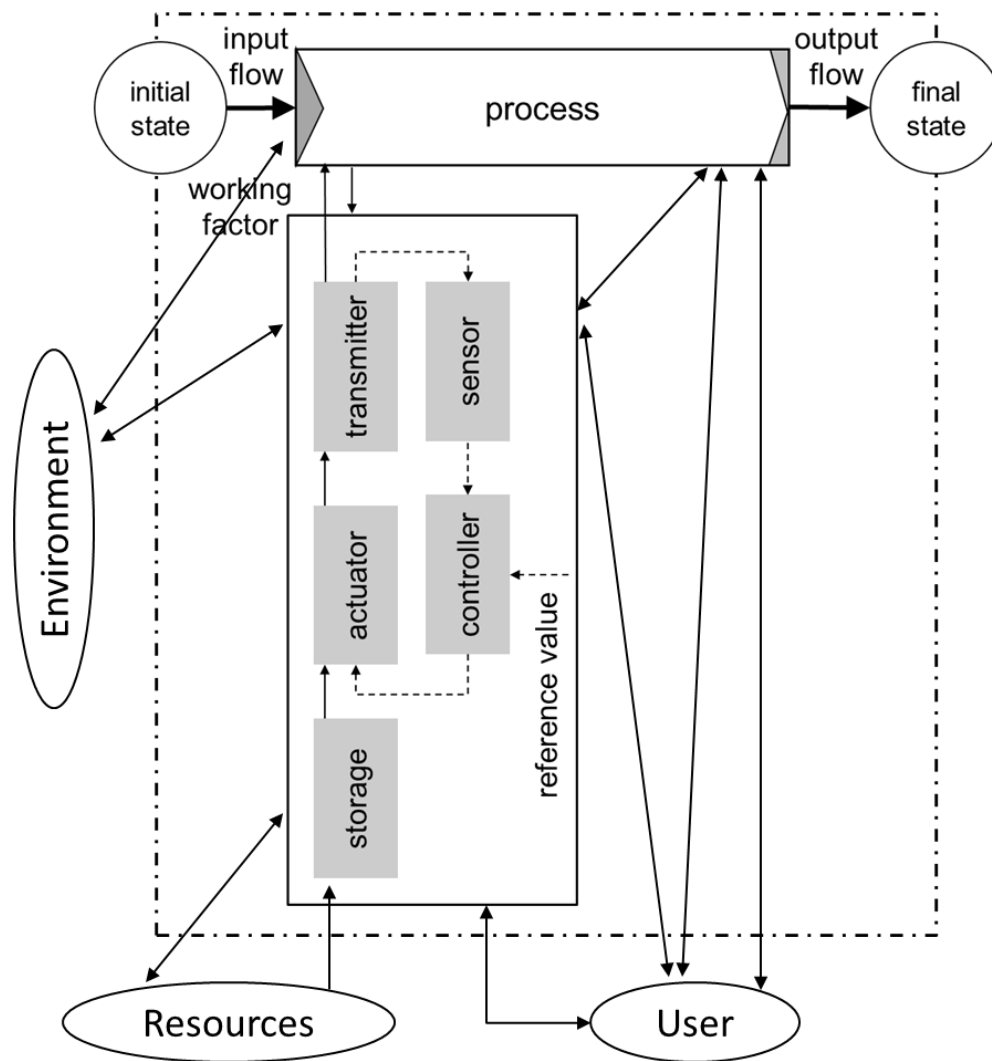 input
flow
output
flow
initial
state
process
final
state
working
factor
transmitter
sensor
Environment
actuator
controller
reference value
storage
Resources
User